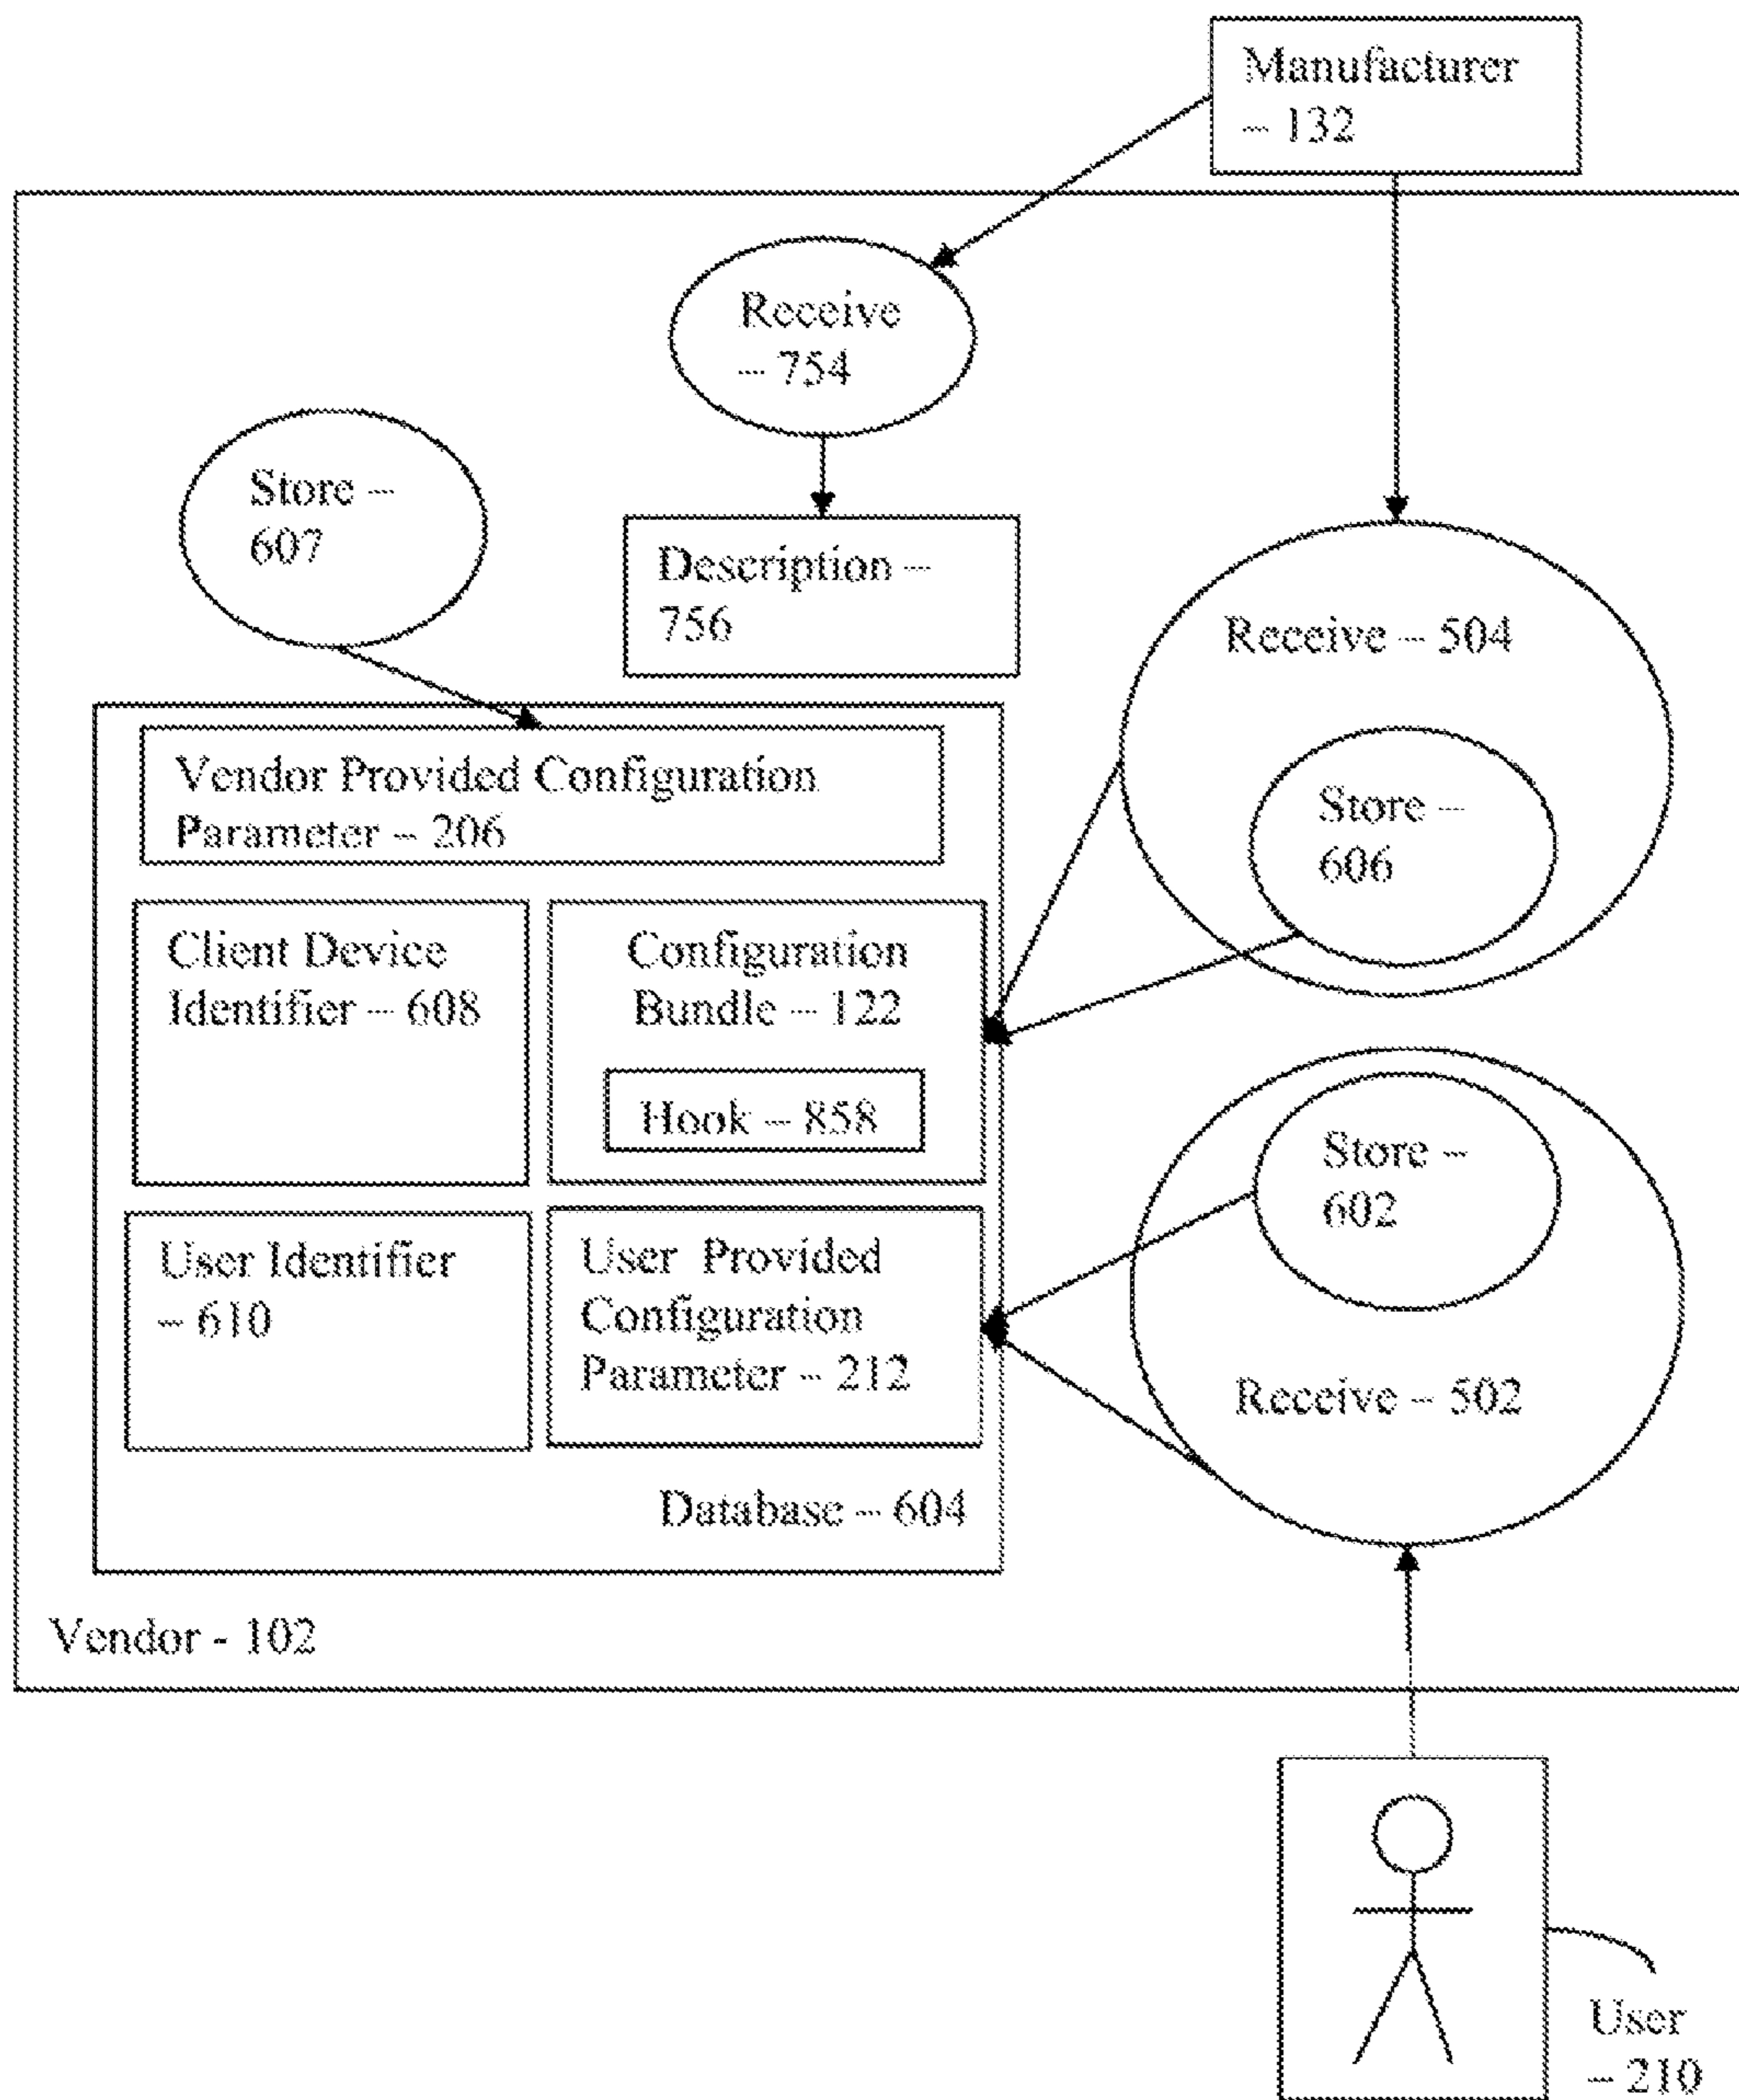 Manufacturer
– 132
Receive
– 754
Store –
607
Description –
756
Receive – 504
Vendor Provided Configuration
Parameter – 206
Store –
606
Client Device
Identifier – 608
Configuration
Bundle – 122
Hook – 858
Store –
602
User Identifier
– 610
User Provided
Configuration
Parameter – 212
Receive – 502
Database – 604
Vendor - 102
User
– 210